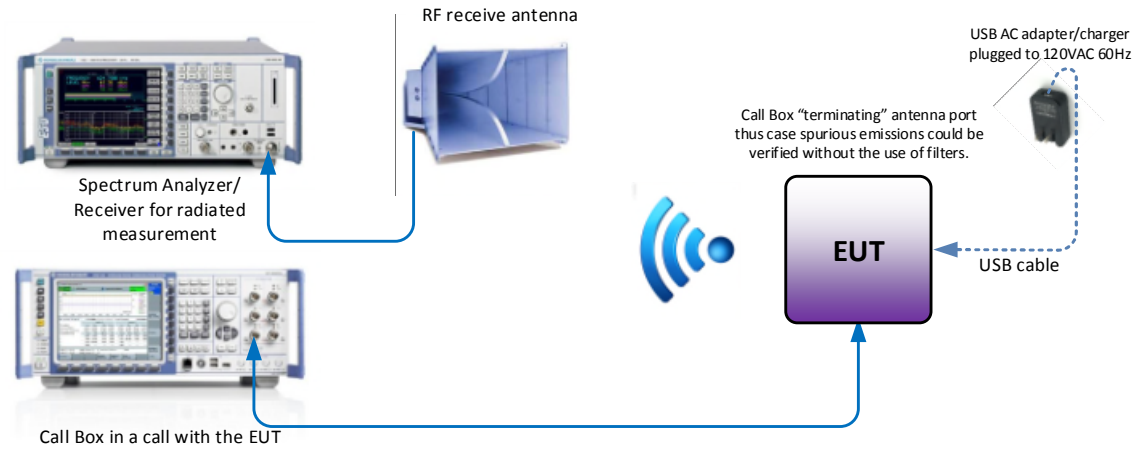 RF receive antenna
USB AC adapter/charger
plugged to 120VAC 60Hz
Call Box “terminating” antenna port
thus case spurious emissions could be
verified without the use of filters.
Spectrum Analyzer/
Receiver for radiated
measurement
EUT
USB cable
Call Box in a call with the EUT